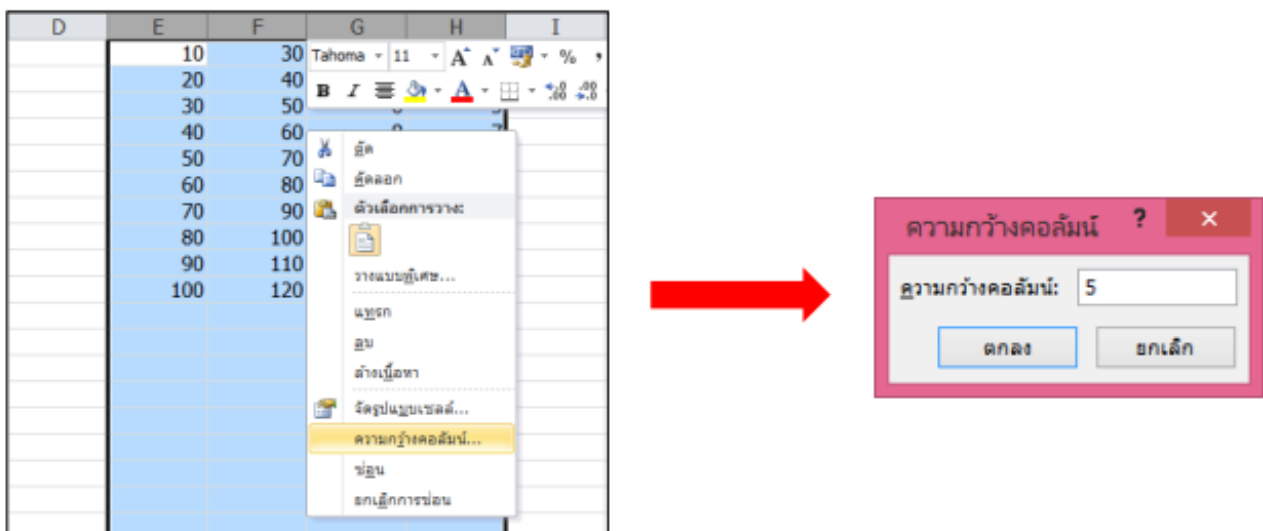 D E F G H I
10 30 Tahoma 11 A A % ,
20 40 B I A .00 .0
30 50
40 60 7
50 70 ตัด
60 80 คัดลอก
70 90 ตัวเลือกการวาง:
80 100
90 110 วางแบบพิเศษ...
100 120
แทรก
ลบ
ล้างเนื้อหา
จัดรูปแบบเซลล์...
ความกว้างคอลัมน์...
ซ่อน
ยกเลิกการซ่อน
ความกว้างคอลัมน์ ?
ความกว้างคอลัมน์: 5
ตกลง ยกเลิก